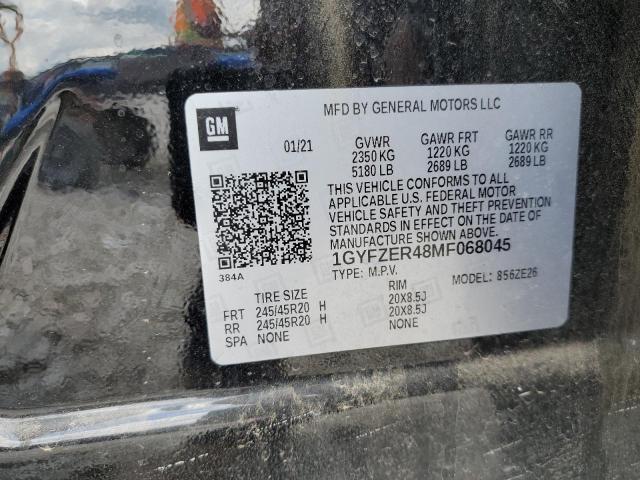 MFD BY GENERAL MOTORS LLC
GM
01/21
GVWR GAWR FRT GAWR RR
2350 KG 1220 KG 1220 KG
5180 LB 2689 LB 2689 LB
THIS VEHICLE CONFORMS TO ALL
APPLICABLE U.S. FEDERAL MOTOR
VEHICLE SAFETY AND THEFT PREVENTION
STANDARDS IN EFFECT ON THE DATE OF
MANUFACTURE SHOWN ABOVE.
1GYFZER48MF068045
384A
TYPE: M.P.V. MODEL: 856ZE26
TIRE SIZE RIM
FRT 245/45R20 H 20X8.5J
RR 245/45R20 H 20X8.5J
SPA NONE NONE